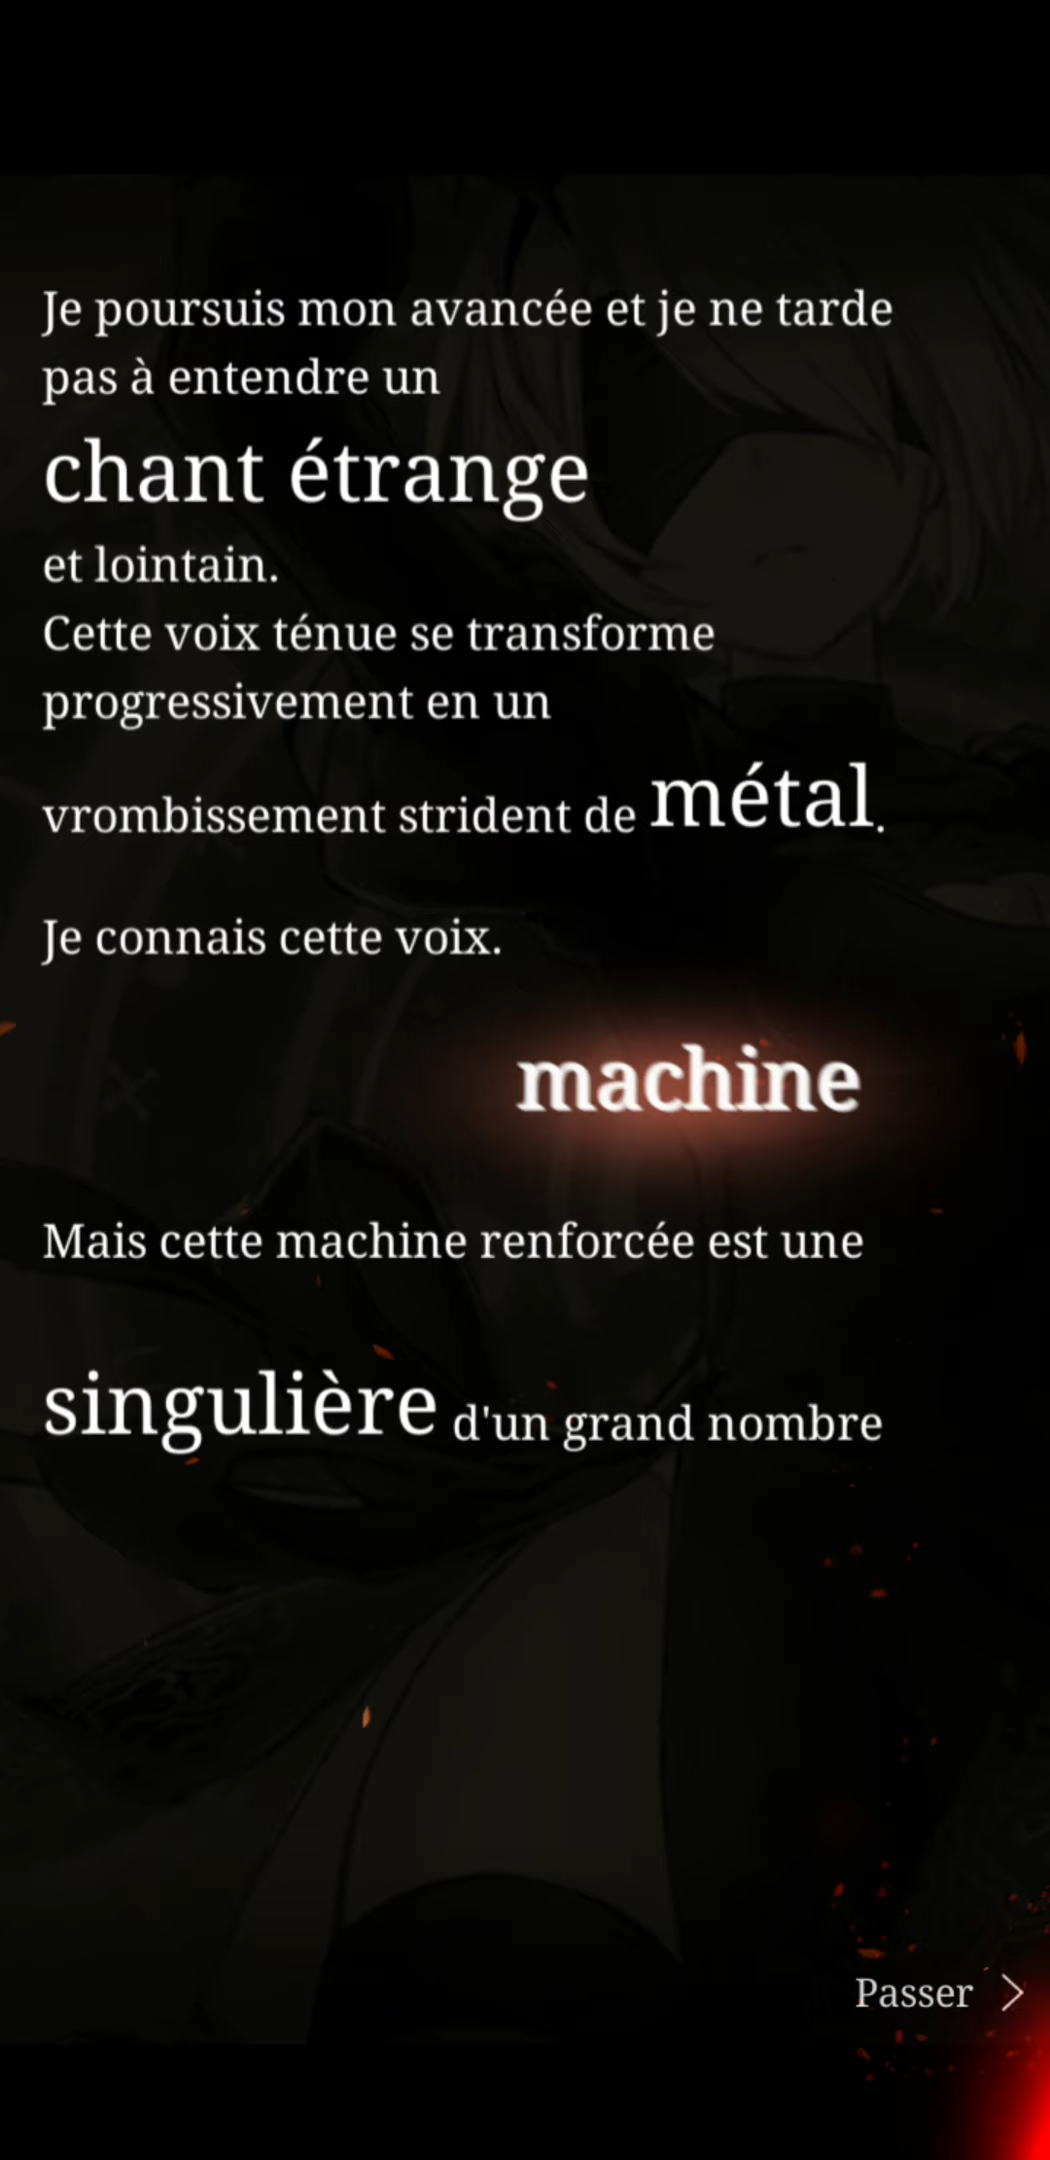 Je poursuis mon avancée et je ne tarde
pas à entendre un
chant étrange
et lointain.
Cette voix ténue se transforme
progressivement en un
vrombissement strident de métal.
Je connais cette voix.
machine
Mais cette machine renforcée est une
singulière d'un grand nombre
Passer